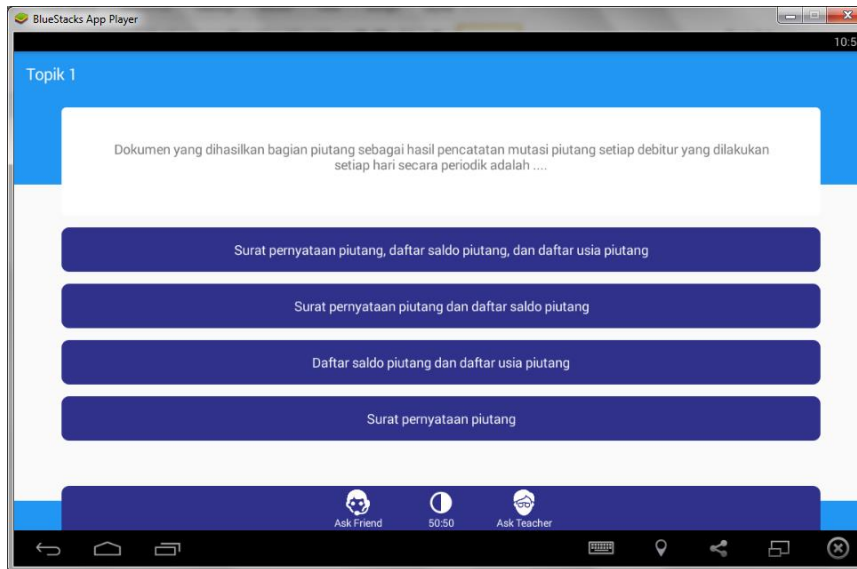 BlueStacks App Player
10:5
Topik 1
Dokumen yang dihasilkan bagian piutang sebagai hasil pencatatan mutasi piutang setiap debitur yang dilakukan
setiap hari secara periodik adalah ....
Surat pernyataan piutang, daftar saldo piutang, dan daftar usia piutang
Surat pernyataan piutang dan daftar saldo piutang
Daftar saldo piutang dan daftar usia piutang
Surat pernyataan piutang
Ask Friend
50:50
Ask Teacher